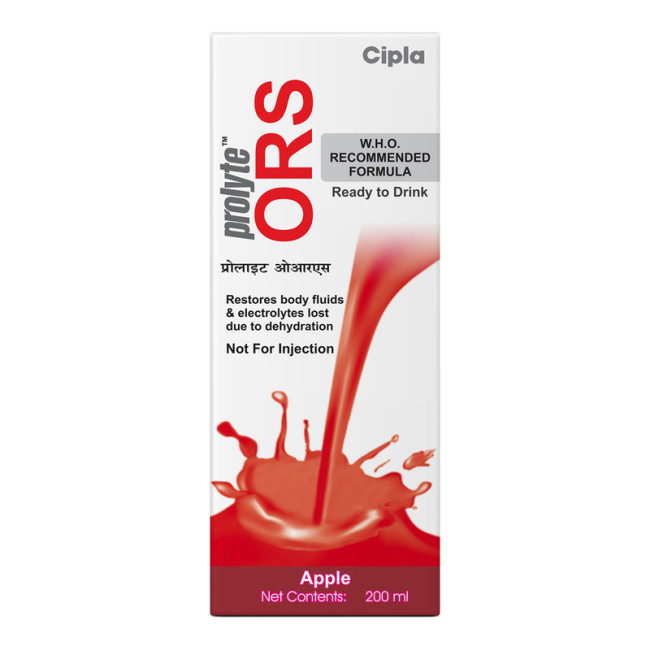 Cipla
prolyte™
ORS
W.H.O.
RECOMMENDED
FORMULA
Ready to Drink
प्रोलाइट ओआरएस
Restores body fluids
& electrolytes lost
due to dehydration
Not For Injection
Apple
Net Contents: 200 ml